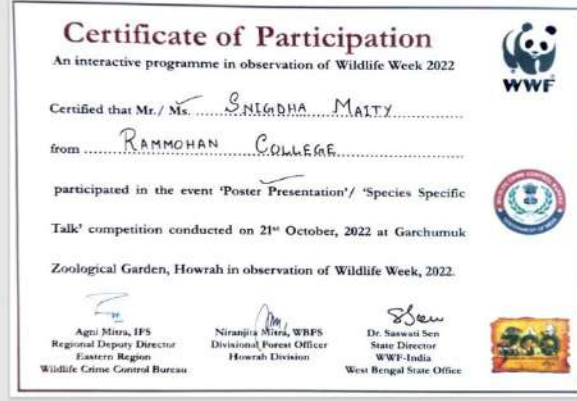 Certificate of Participation
An interactive programme in observation of Wildlife Week 2022
WWF
Certified that Mr./ Ms. SNIGDHA MAITY
from RAMMOHAN COLLEGE
participated in the event 'Poster Presentation'/ 'Species Specific
Talk' competition conducted on 21st October, 2022 at Garchumuk
Zoological Garden, Howrah in observation of Wildlife Week, 2022.
Agni Mitra, IFS
Regional Deputy Director
Eastern Region
Wildlife Crime Control Bureau
Niranjita Mitra, WBFS
Divisional Forest Officer
Howrah Division
SSen
Dr. Saswati Sen
State Director
WWF-India
West Bengal State Office